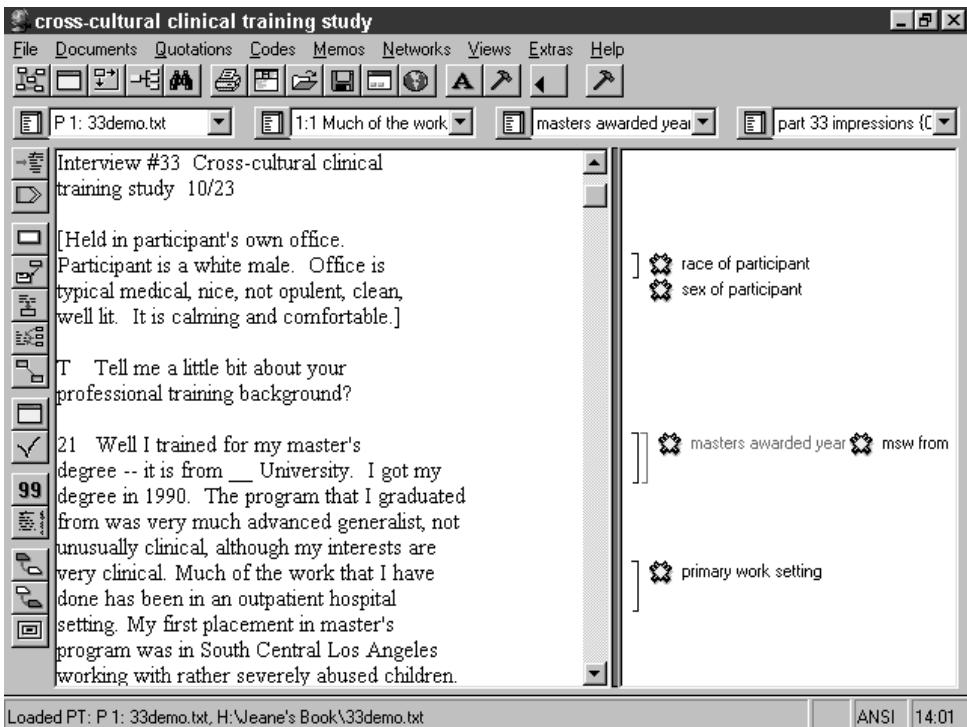 cross-cultural clinical training study
File Documents Quotations Codes Memos Networks Views Extras Help
A
P 1: 33demo.txt 1:1 Much of the work masters awarded year part 33 impressions {C
Interview #33 Cross-cultural clinical
training study 10/23
[Held in participant's own office.
Participant is a white male. Office is
typical medical, nice, not opulent, clean,
well lit. It is calming and comfortable.]
T Tell me a little bit about your
professional training background?
21 Well I trained for my master's
degree -- it is from __ University. I got my
degree in 1990. The program that I graduated
from was very much advanced generalist, not
unusually clinical, although my interests are
very clinical. Much of the work that I have
done has been in an outpatient hospital
setting. My first placement in master's
program was in South Central Los Angeles
working with rather severely abused children.
99
race of participant
sex of participant
masters awarded year msw from
primary work setting
Loaded PT: P 1: 33demo.txt, H:\Jeane's Book\33demo.txt ANSI 14:01